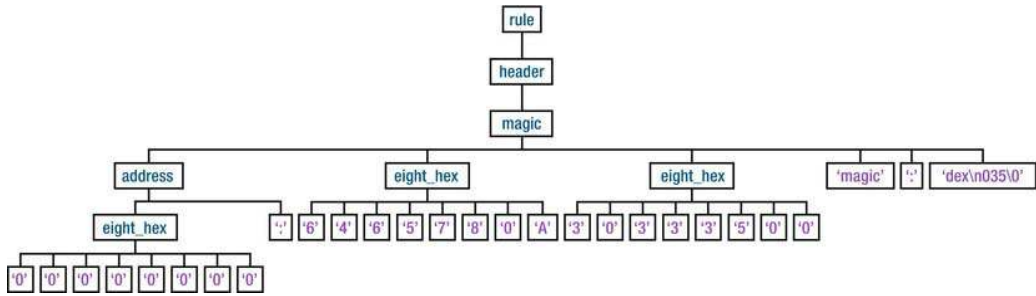 rule
header
magic
address eight_hex eight_hex ‘magic’ ‘:’ ‘dex\n035\0’
eight_hex ‘:’ ‘6’ ‘4’ ‘6’ ‘5’ ‘7’ ‘8’ ‘0’ ‘A’ ‘3’ ‘0’ ‘3’ ‘3’ ‘3’ ‘5’ ‘0’ ‘0’
‘0’ ‘0’ ‘0’ ‘0’ ‘0’ ‘0’ ‘0’ ‘0’